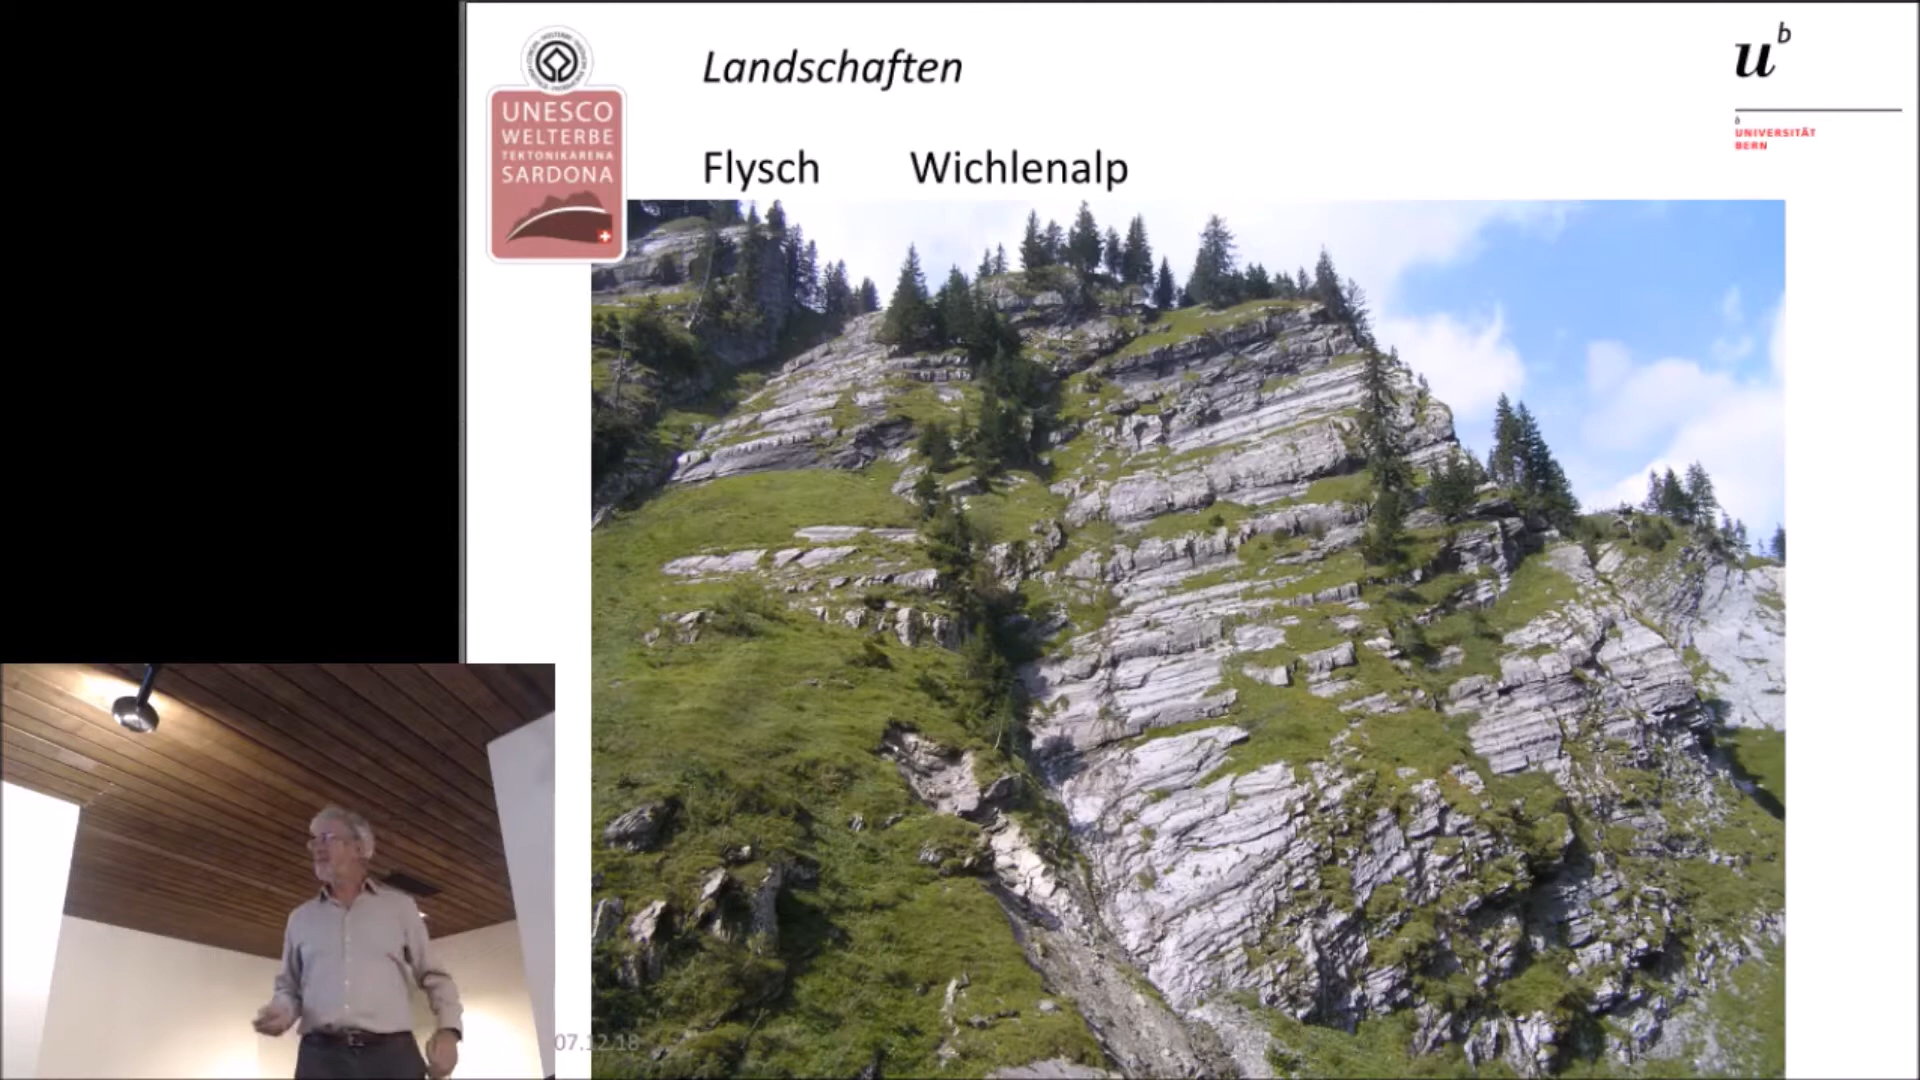 Landschaften
u^b
UNESCO
WELTERBE
TEKTONIKARENA
SARDONA
b
UNIVERSITÄT
BERN
Flysch Wichlenalp
07.12.18